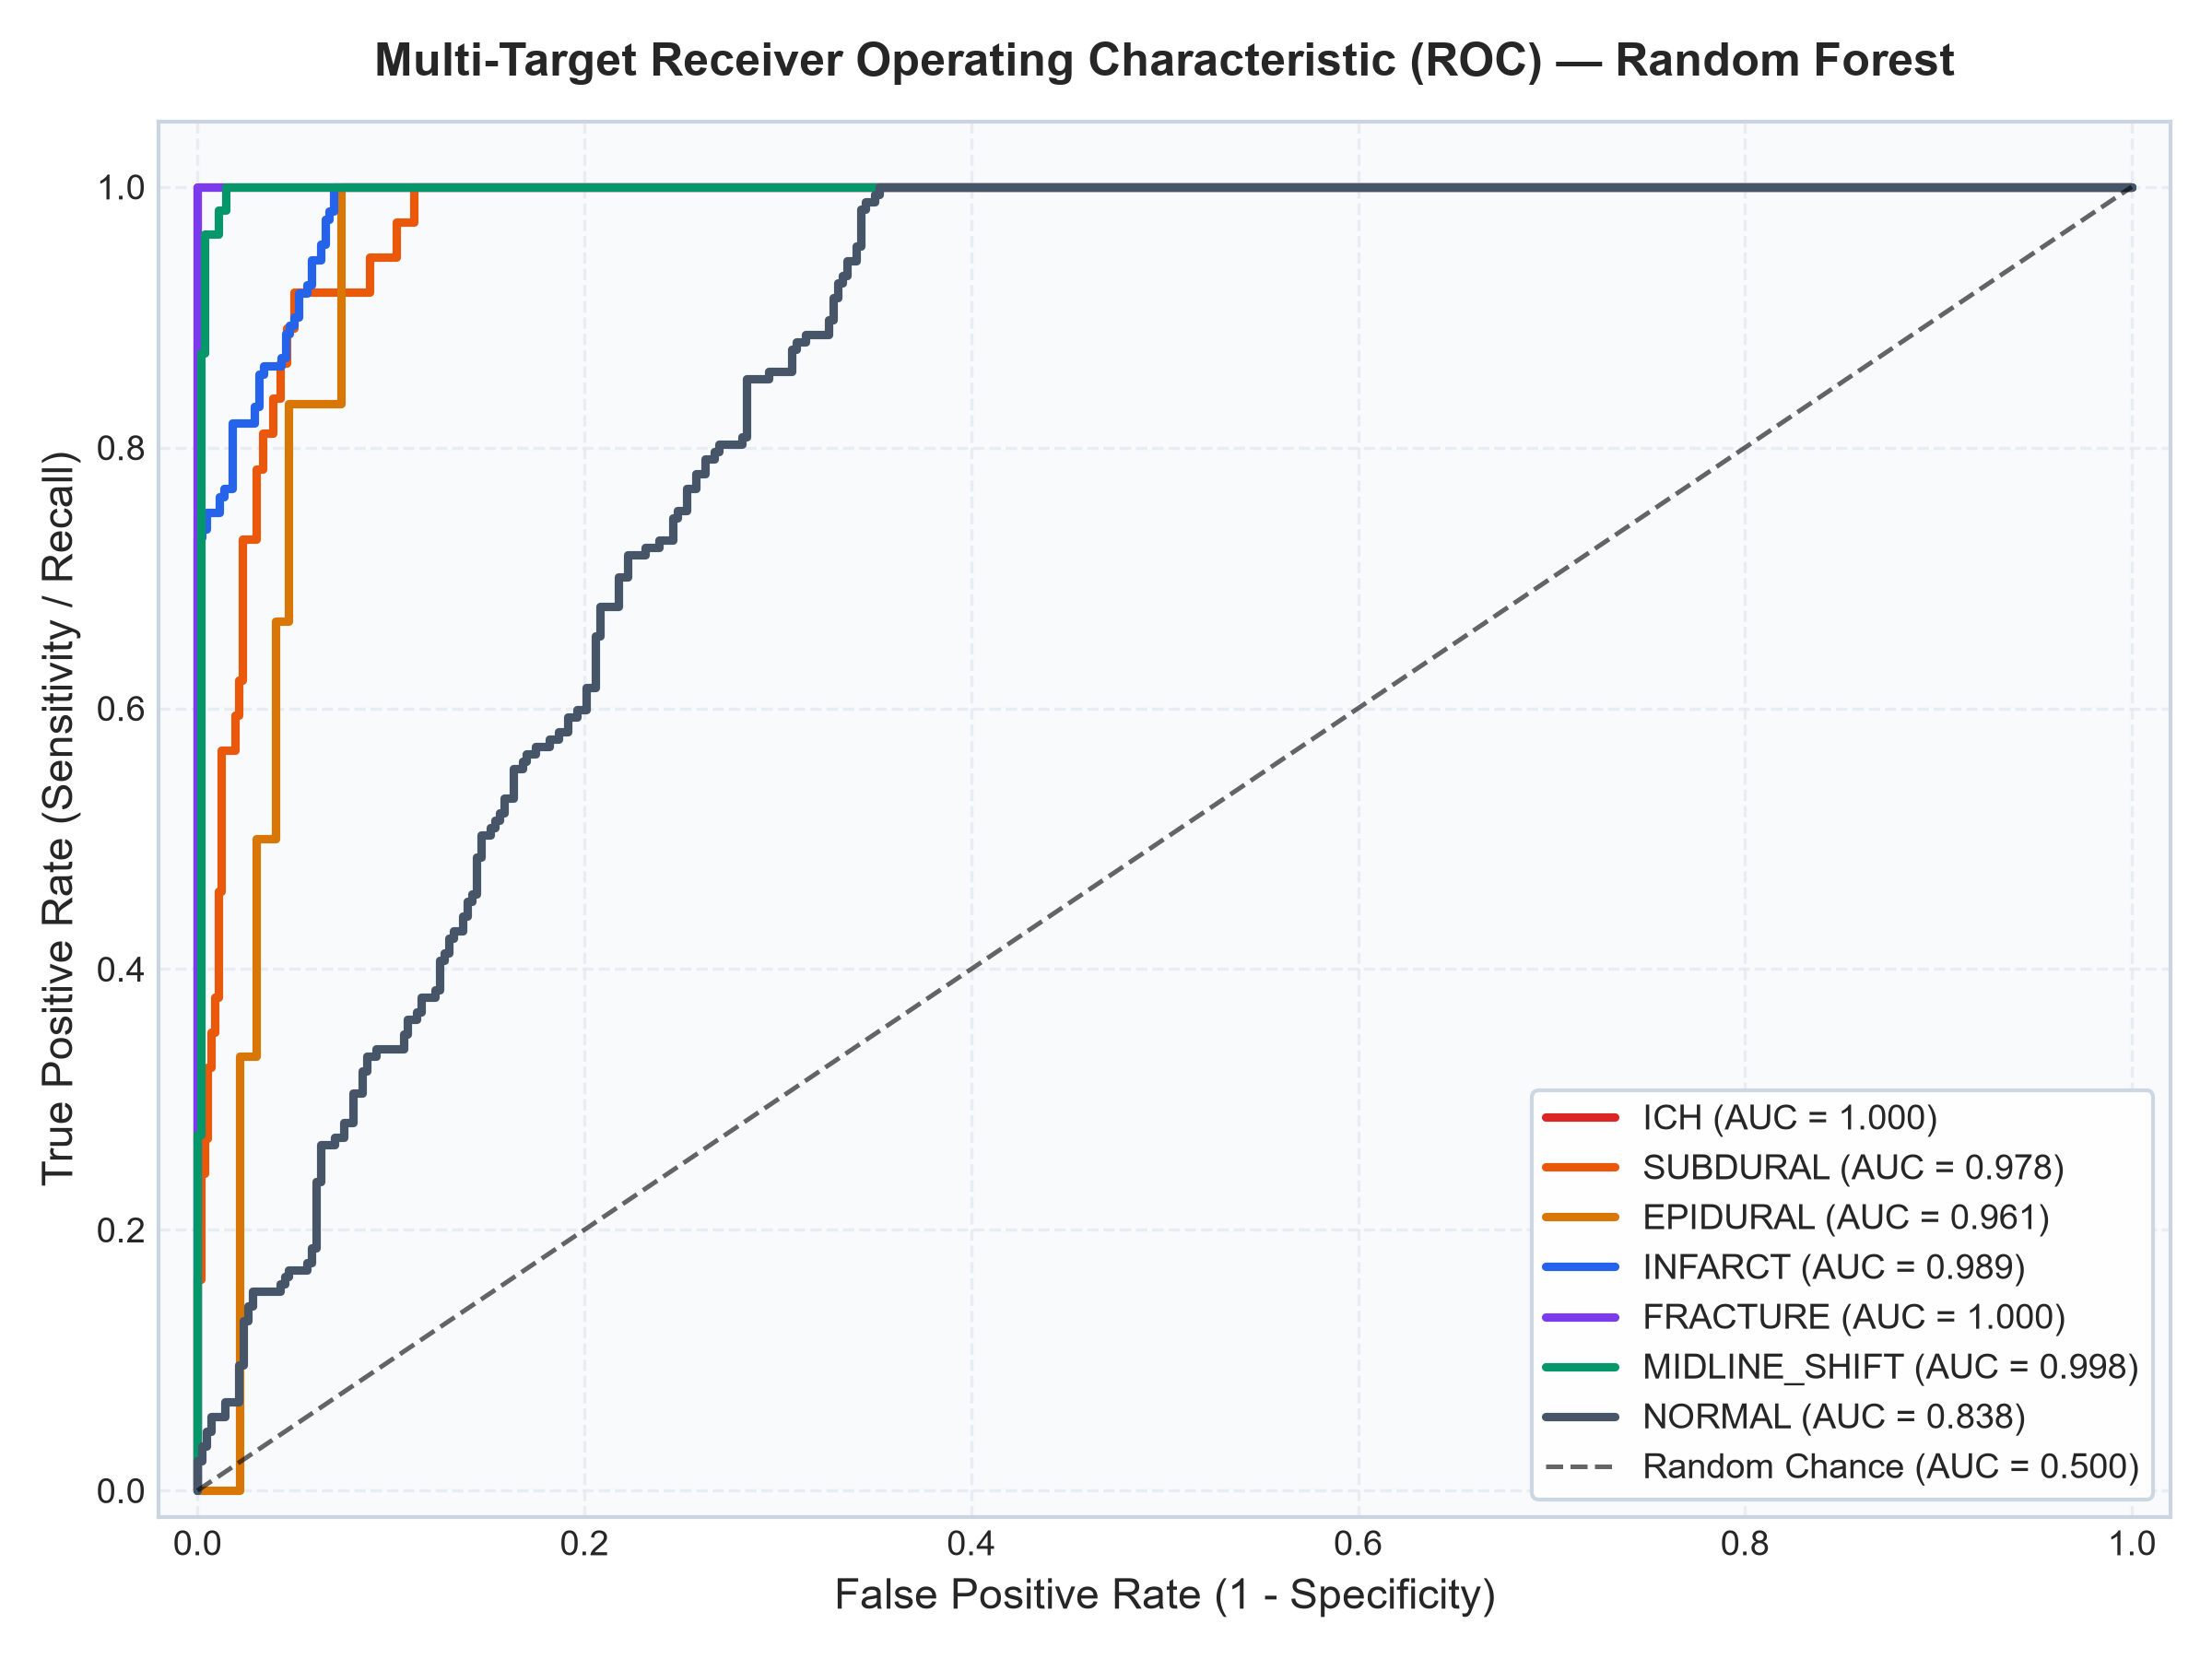 Multi-Target Receiver Operating Characteristic (ROC) — Random Forest
True Positive Rate (Sensitivity / Recall)
1.0
0.8
0.6
0.4
0.2
0.0
0.0 0.2 0.4 0.6 0.8 1.0
False Positive Rate (1 - Specificity)
ICH (AUC = 1.000)
SUBDURAL (AUC = 0.978)
EPIDURAL (AUC = 0.961)
INFARCT (AUC = 0.989)
FRACTURE (AUC = 1.000)
MIDLINE_SHIFT (AUC = 0.998)
NORMAL (AUC = 0.838)
Random Chance (AUC = 0.500)